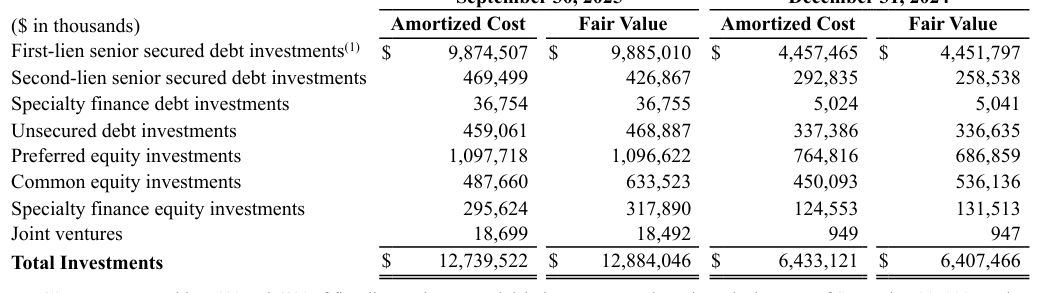 ($ in thousands) Amortized Cost Fair Value Amortized Cost Fair Value
First-lien senior secured debt investments(1) $ 9,874,507 $ 9,885,010 $ 4,457,465 $ 4,451,797
Second-lien senior secured debt investments 469,499 426,867 292,835 258,538
Specialty finance debt investments 36,754 36,755 5,024 5,041
Unsecured debt investments 459,061 468,887 337,386 336,635
Preferred equity investments 1,097,718 1,096,622 764,816 686,859
Common equity investments 487,660 633,523 450,093 536,136
Specialty finance equity investments 295,624 317,890 124,553 131,513
Joint ventures 18,699 18,492 949 947
Total Investments $ 12,739,522 $ 12,884,046 $ 6,433,121 $ 6,407,466